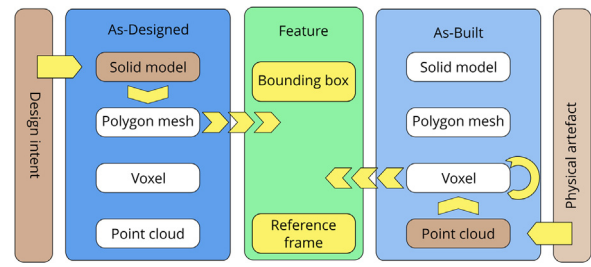 Design intent
As-Designed
Solid model
Polygon mesh
Voxel
Point cloud
Feature
Bounding box
Reference
frame
As-Built
Solid model
Polygon mesh
Voxel
Point cloud
Physical artefact